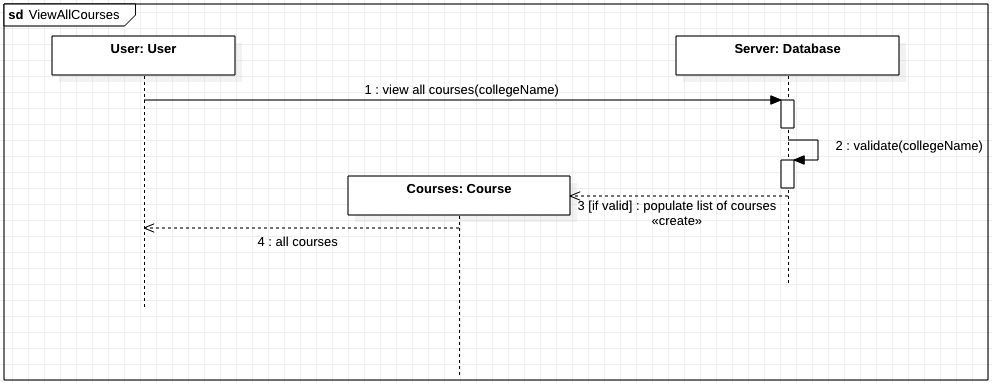 sd ViewAllCourses
User: User
Server: Database
1 : view all courses(collegeName)
2 : validate(collegeName)
Courses: Course
3 [if valid] : populate list of courses
«create»
4 : all courses